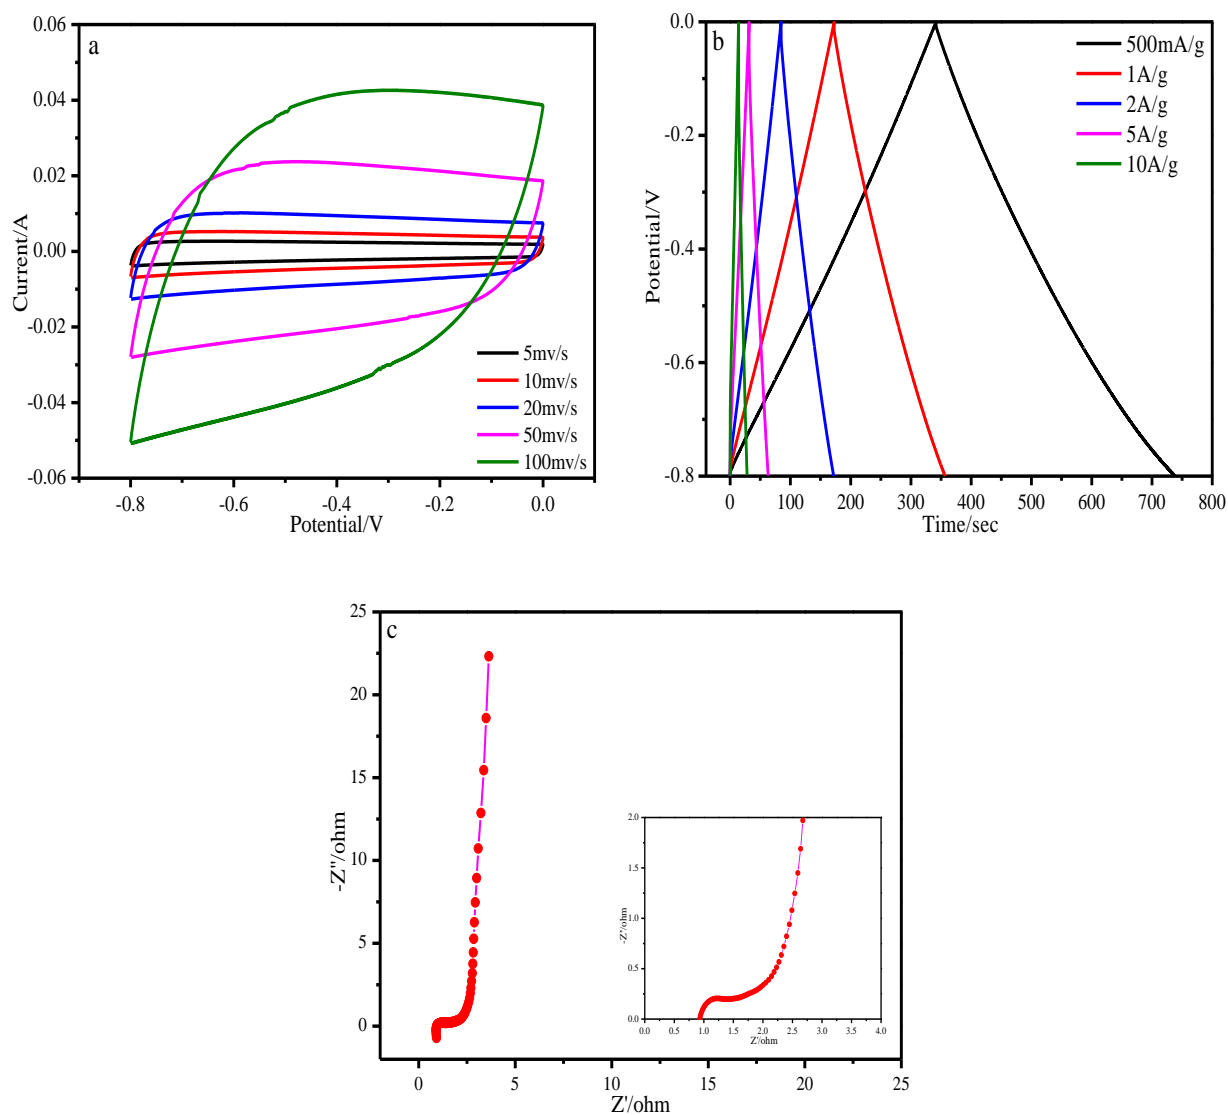 a
0.06
0.04
0.02
0.00
-0.02
-0.04
-0.06
Current/A
5mv/s
10mv/s
20mv/s
50mv/s
100mv/s
-0.8 -0.6 -0.4 -0.2 0.0
Potential/V
b
0.0
-0.2
-0.4
-0.6
-0.8
Potential/V
500mA/g
1A/g
2A/g
5A/g
10A/g
0 100 200 300 400 500 600 700 800
Time/sec
c
25
20
15
10
5
0
-Z''/ohm
0 5 10 15 20 25
Z'/ohm
2.0
1.5
1.0
0.5
0.0
-Z''/ohm
0.0 0.5 1.0 1.5 2.0 2.5 3.0 3.5 4.0
Z'/ohm